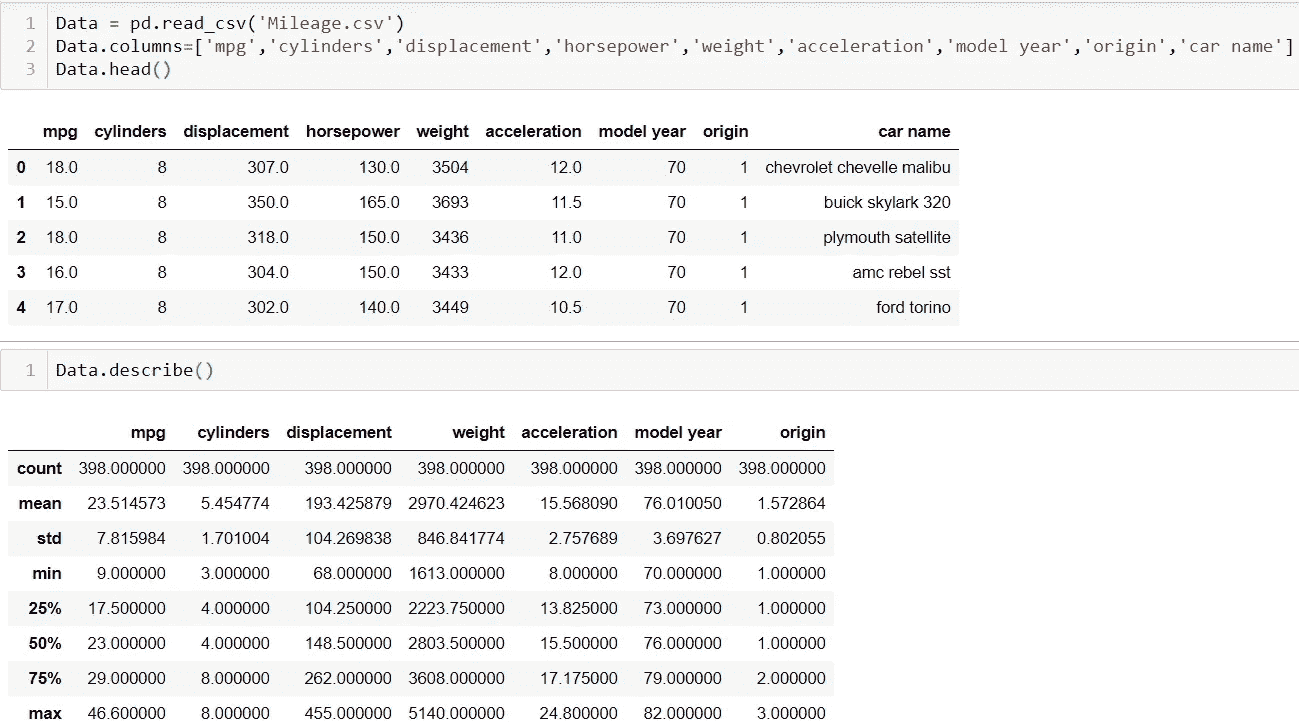 1 Data = pd.read_csv('Mileage.csv')
2 Data.columns=['mpg','cylinders','displacement','horsepower','weight','acceleration','model year','origin','car name']
3 Data.head()
mpg cylinders displacement horsepower weight acceleration model year origin car name
0 18.0 8 307.0 130.0 3504 12.0 70 1 chevrolet chevelle malibu
1 15.0 8 350.0 165.0 3693 11.5 70 1 buick skylark 320
2 18.0 8 318.0 150.0 3436 11.0 70 1 plymouth satellite
3 16.0 8 304.0 150.0 3433 12.0 70 1 amc rebel sst
4 17.0 8 302.0 140.0 3449 10.5 70 1 ford torino
1 Data.describe()
mpg cylinders displacement weight acceleration model year origin
count 398.000000 398.000000 398.000000 398.000000 398.000000 398.000000 398.000000
mean 23.514573 5.454774 193.425879 2970.424623 15.568090 76.010050 1.572864
std 7.815984 1.701004 104.269838 846.841774 2.757689 3.697627 0.802055
min 9.000000 3.000000 68.000000 1613.000000 8.000000 70.000000 1.000000
25% 17.500000 4.000000 104.250000 2223.750000 13.825000 73.000000 1.000000
50% 23.000000 4.000000 148.500000 2803.500000 15.500000 76.000000 1.000000
75% 29.000000 8.000000 262.000000 3608.000000 17.175000 79.000000 2.000000
max 46.600000 8.000000 455.000000 5140.000000 24.800000 82.000000 3.000000